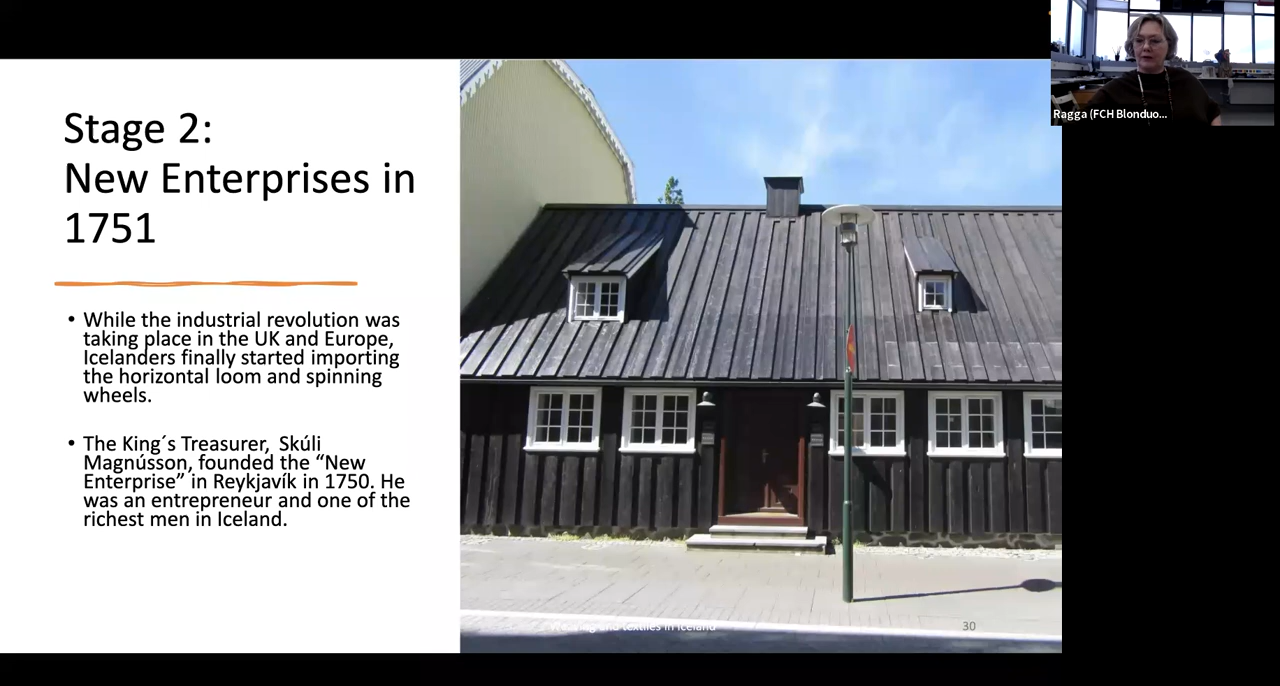 Stage 2:
New Enterprises in
1751
• While the industrial revolution was
taking place in the UK and Europe,
Icelanders finally started importing
the horizontal loom and spinning
wheels.
• The King´s Treasurer, Skúli
Magnússon, founded the “New
Enterprise” in Reykjavík in 1750. He
was an entrepreneur and one of the
richest men in Iceland.
and textiles in Iceland
30
Ragga (FCH Blonduo...